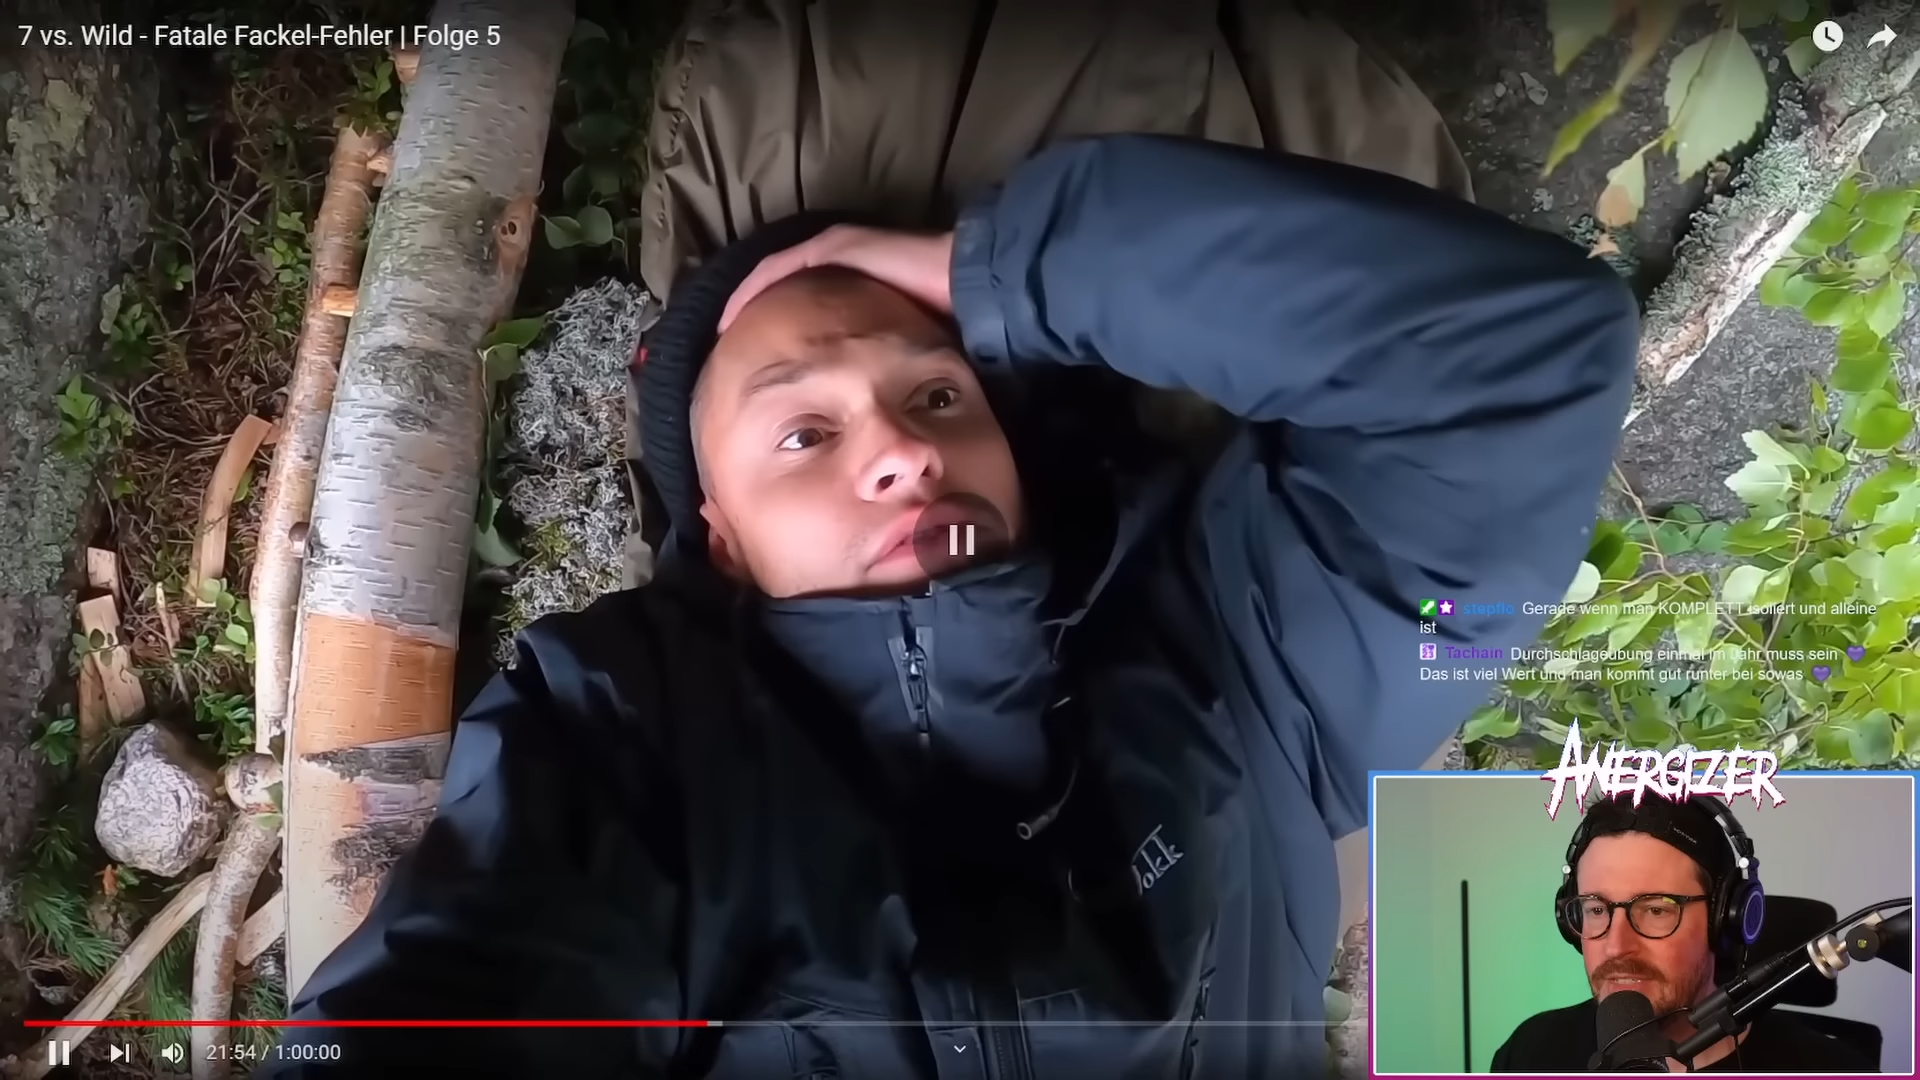 7 vs. Wild - Fatale Fackel-Fehler | Folge 5
stepflo Gerade wenn man KOMPLETT isoliert und alleine
ist
Tachain Durchschlageübung einmal im Jahr muss sein
Das ist viel Wert und man kommt gut runter bei sowas
ANERGIZER
21:54 / 1:00:00